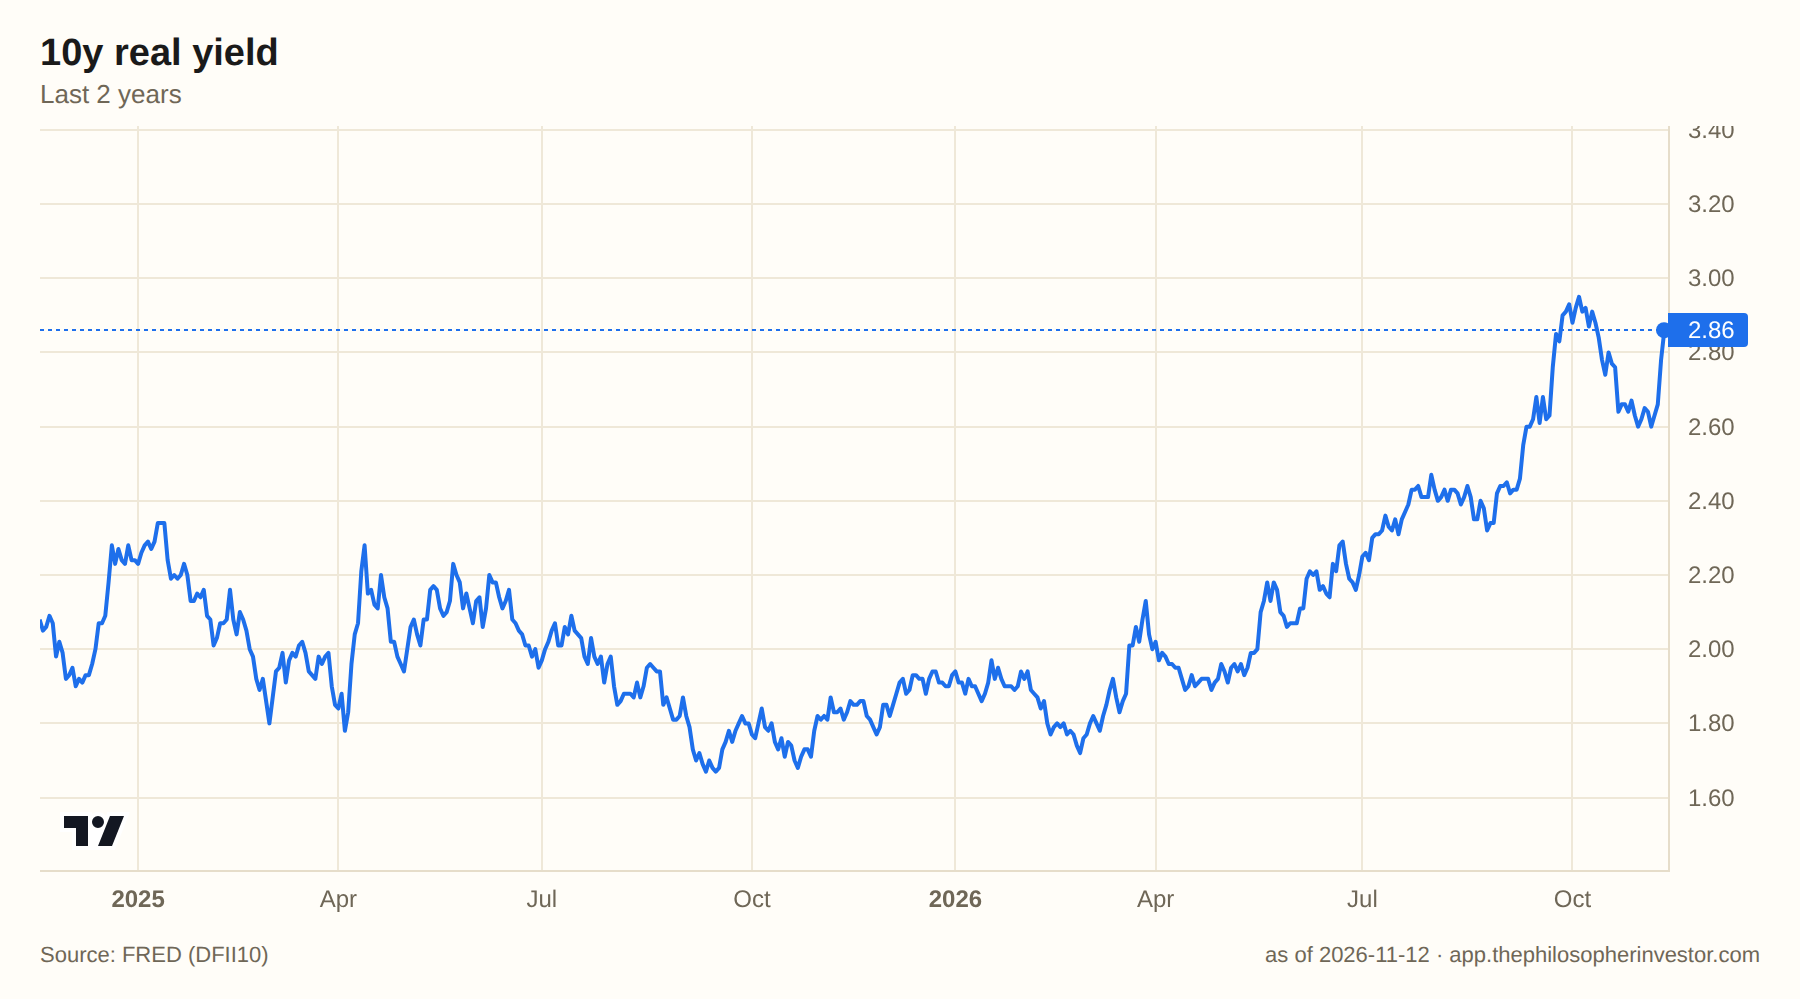 10y real yield
Last 2 years
3.40
3.20
3.00
2.86
2.80
2.60
2.40
2.20
2.00
1.80
1.60
2025 Apr Jul Oct 2026 Apr Jul Oct
Source: FRED (DFII10)
as of 2026-11-12 · app.thephilosopherinvestor.com